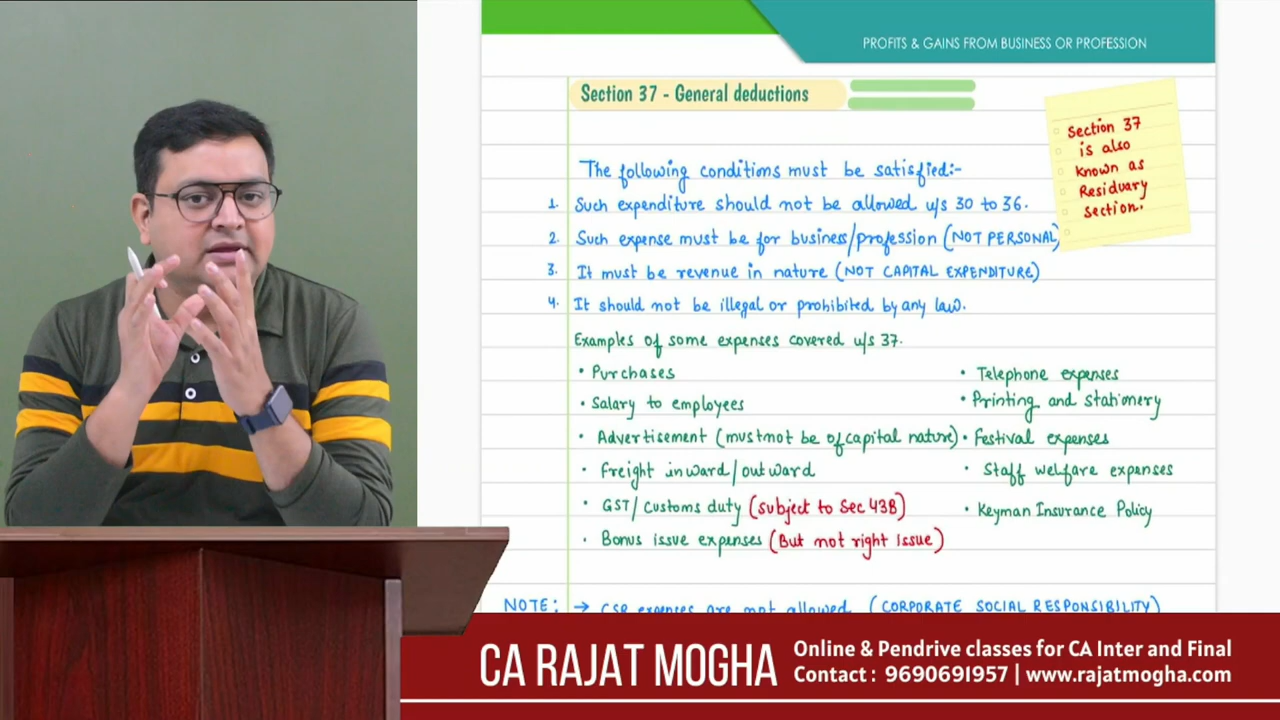 PROFITS & GAINS FROM BUSINESS OR PROFESSION
Section 37 - General deductions
Section 37
is also
known as
Residuary
section.
The following conditions must be satisfied:-
1. Such expenditure should not be allowed u/s 30 to 36.
2. Such expense must be for business/profession (NOT PERSONAL)
3. It must be revenue in nature (NOT CAPITAL EXPENDITURE)
4. It should not be illegal or prohibited by any law.
Examples of some expenses covered u/s 37.
• Purchases
• Salary to employees
• Advertisement (must not be of capital nature)
• Freight inward/outward
• GST/Customs duty (subject to Sec 43B)
• Bonus issue expenses (But not right Issue)
• Telephone expenses
• Printing and stationery
• Festival expenses
• Staff welfare expenses
• Keyman Insurance Policy
NOTE: → CSR expenses are not allowed (CORPORATE SOCIAL RESPONSIBILITY)
CA RAJAT MOGHA
Online & Pendrive classes for CA Inter and Final
Contact : 9690691957 | www.rajatmogha.com